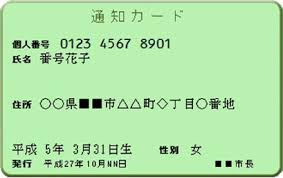 通知カード
個人番号 0123 4567 8901
氏名 番号花子
住所 ○○県■■市△△町◇丁目○番地
平成 5年 3月31日生 性別 女
発行 平成27年10月NN日 ■■市長